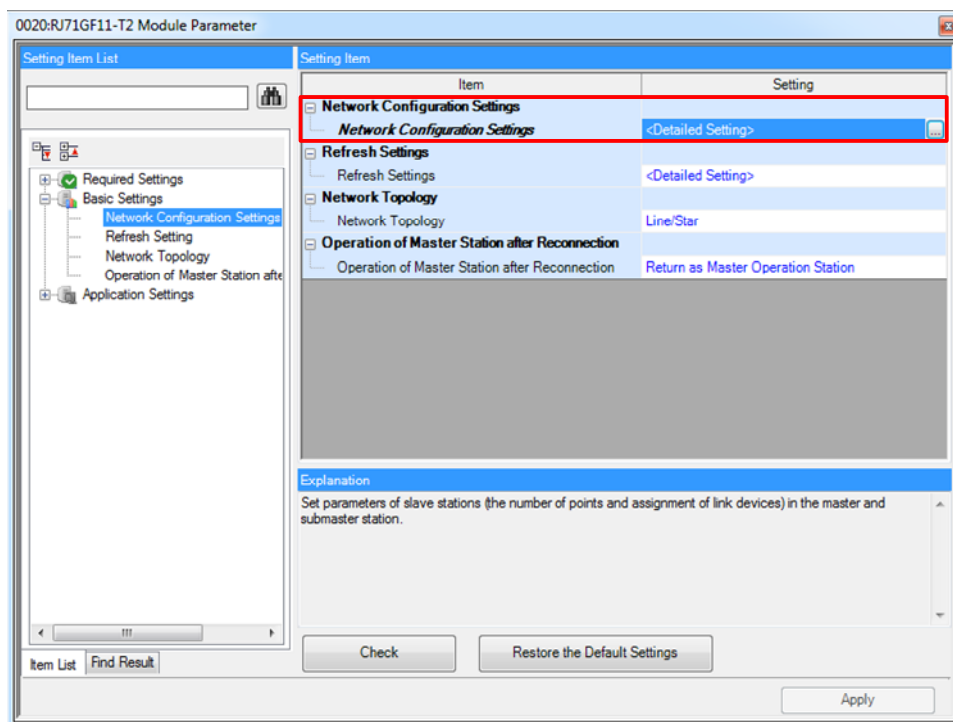 0020:RJ71GF11-T2 Module Parameter
Setting Item List
Required Settings
Basic Settings
Network Configuration Settings
Refresh Setting
Network Topology
Operation of Master Station afte
Application Settings
Item List
Find Result
Setting Item
Item
Setting
Network Configuration Settings
Network Configuration Settings
<Detailed Setting>
...
Refresh Settings
Refresh Settings
<Detailed Setting>
Network Topology
Network Topology
Line/Star
Operation of Master Station after Reconnection
Operation of Master Station after Reconnection
Return as Master Operation Station
Explanation
Set parameters of slave stations (the number of points and assignment of link devices) in the master and
submaster station.
Check
Restore the Default Settings
Apply